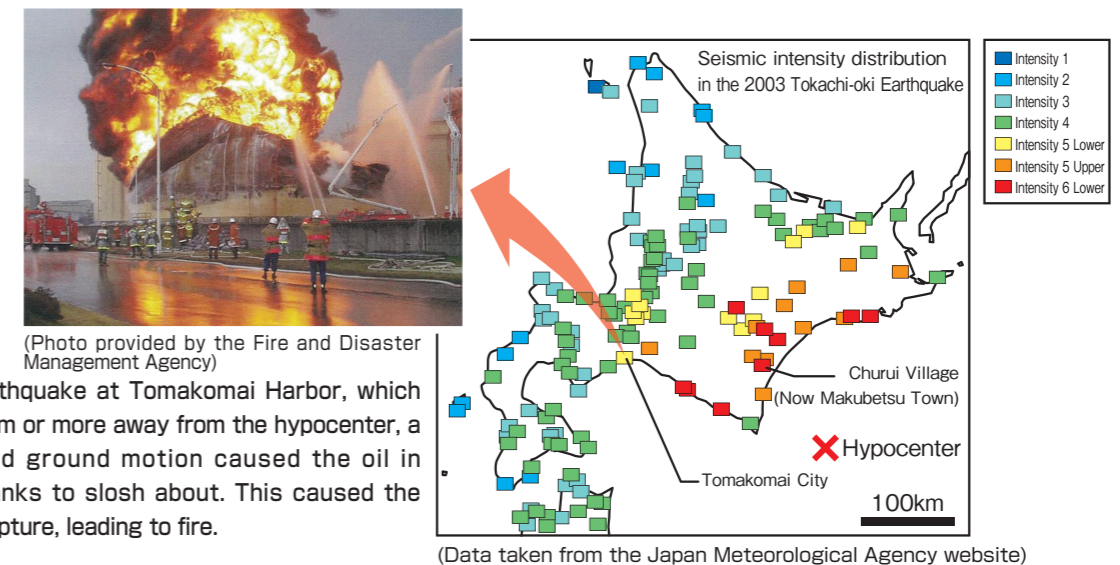 Seismic intensity distribution
in the 2003 Tokachi-oki Earthquake
Intensity 1
Intensity 2
Intensity 3
Intensity 4
Intensity 5 Lower
Intensity 5 Upper
Intensity 6 Lower
Churui Village
(Now Makubetsu Town)
Hypocenter
Tomakomai City
100km
(Data taken from the Japan Meteorological Agency website)
(Photo provided by the Fire and Disaster
Management Agency)
thquake at Tomakomai Harbor, which
m or more away from the hypocenter, a
d ground motion caused the oil in
nks to slosh about. This caused the
pture, leading to fire.